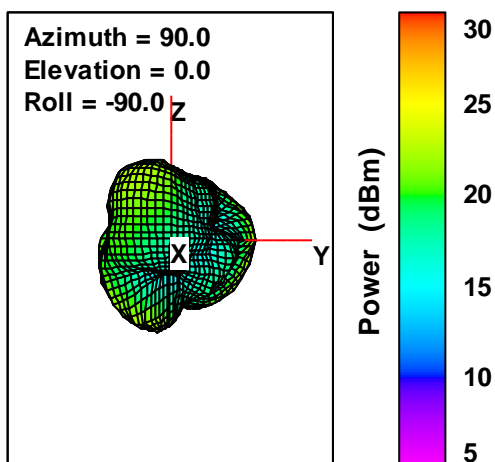 Azimuth = 90.0
Elevation = 0.0
Roll = -90.0
Z
X
Y
Power (dBm)
30
25
20
15
10
5